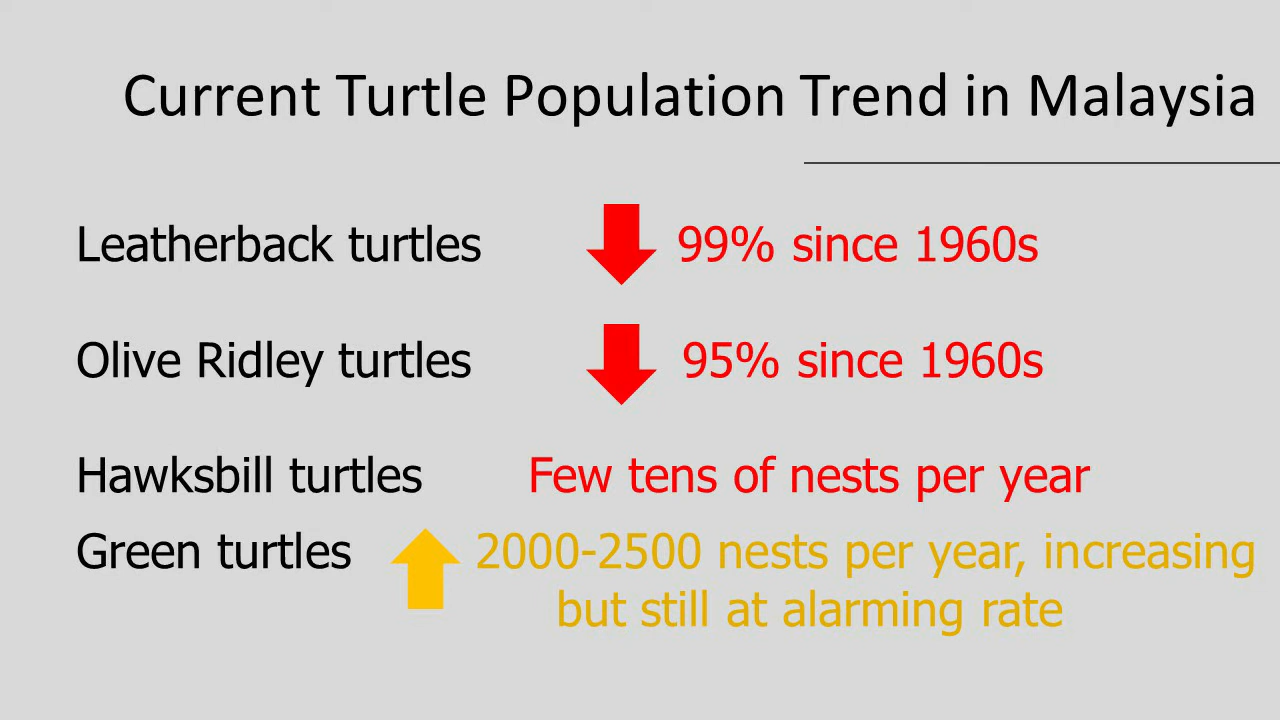 Current Turtle Population Trend in Malaysia
Leatherback turtles 99% since 1960s
Olive Ridley turtles 95% since 1960s
Hawksbill turtles Few tens of nests per year
Green turtles 2000-2500 nests per year, increasing
but still at alarming rate